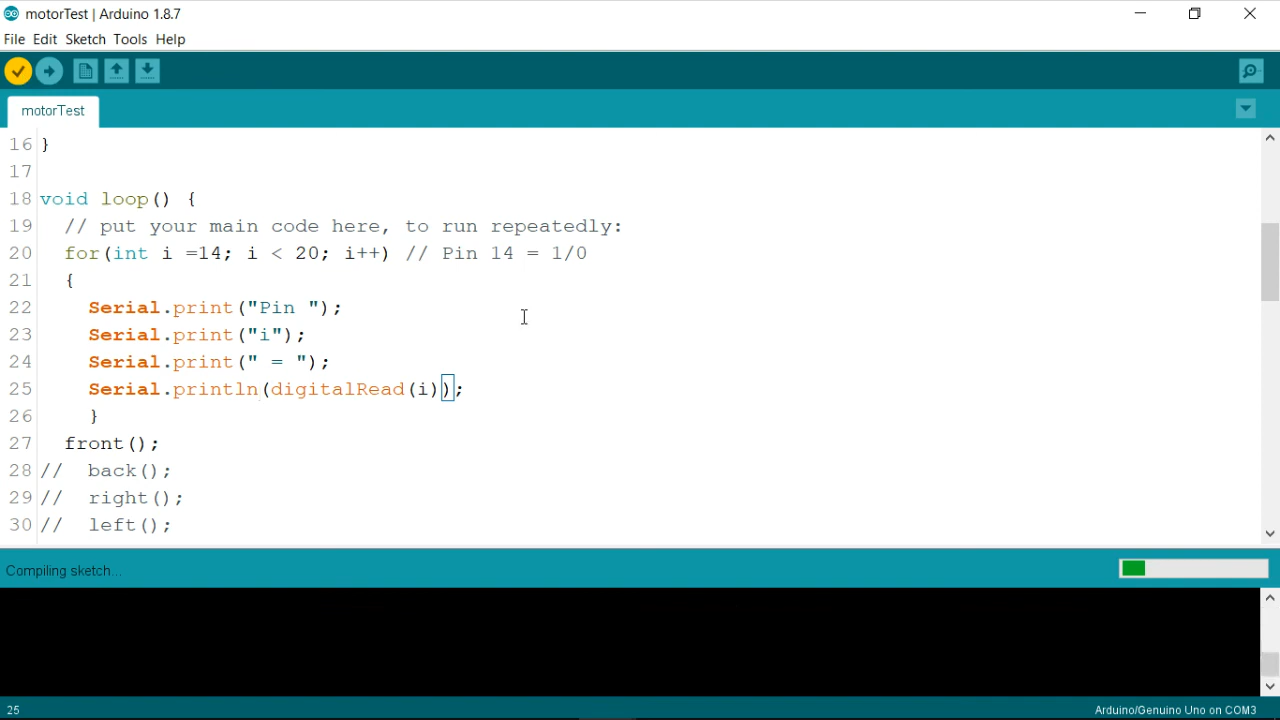 motorTest | Arduino 1.8.7
File Edit Sketch Tools Help
motorTest
16 }
17
18 void loop() {
19   // put your main code here, to run repeatedly:
20   for(int i =14; i < 20; i++) // Pin 14 = 1/0
21   {
22     Serial.print("Pin ");
23     Serial.print("i");
24     Serial.print(" = ");
25     Serial.println(digitalRead(i));
26     }
27   front();
28 //  back();
29 //  right();
30 //  left();
Compiling sketch...
25 Arduino/Genuino Uno on COM3